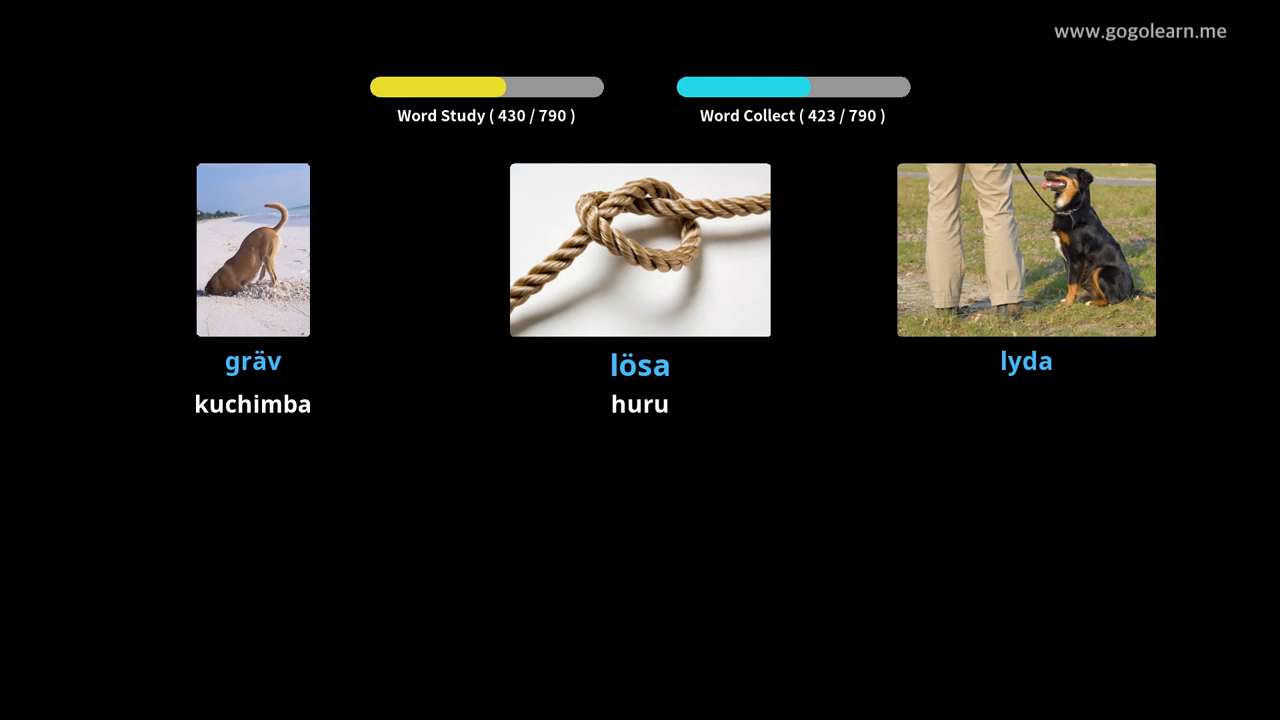 www.gogolearn.me
Word Study ( 430 / 790 )
Word Collect ( 423 / 790 )
gräv
lösa
lyda
kuchimba
huru